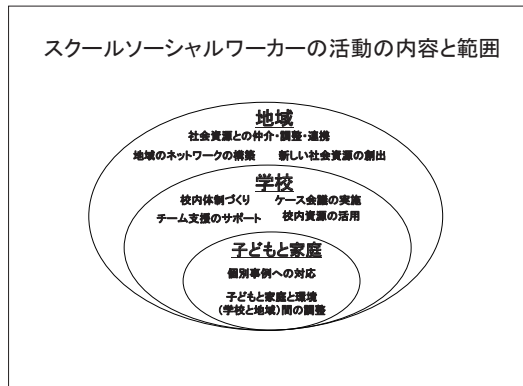 スクールソーシャルワーカーの活動の内容と範囲
地域
社会資源との仲介・調整・連携
地域のネットワークの構築 新しい社会資源の創出
学校
校内体制づくり ケース会議の実施
チーム支援のサポート 校内資源の活用
子どもと家庭
個別事例への対応
子どもと家庭と環境
(学校と地域)間の調整